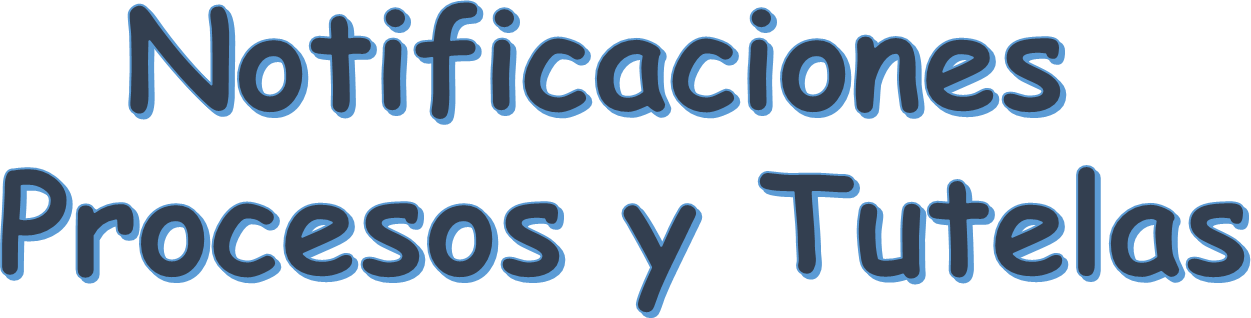 Notificaciones
Procesos y Tutelas